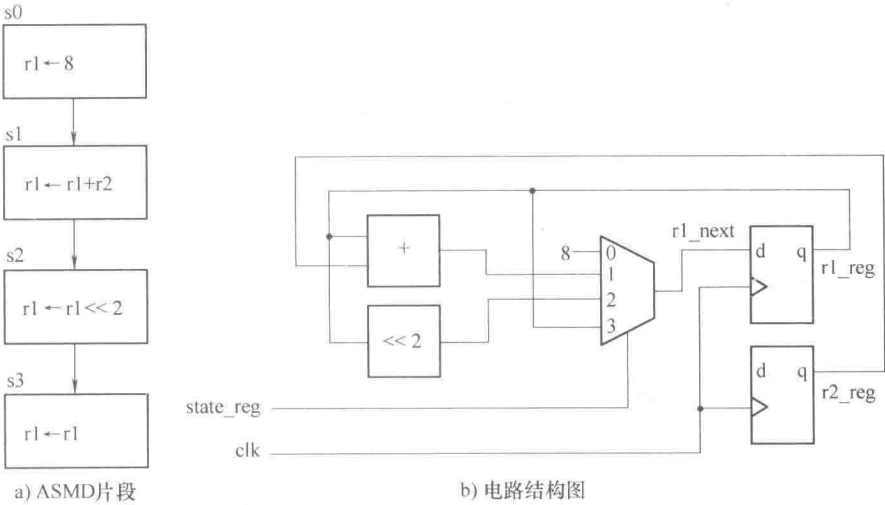 s0
r1←8
s1
r1←r1+r2
s2
r1←r1<<2
s3
r1←r1
a) ASMD片段
+
<< 2
8
0
1
2
3
r1_next
d q
r1_reg
d q
r2_reg
state_reg
clk
b) 电路结构图